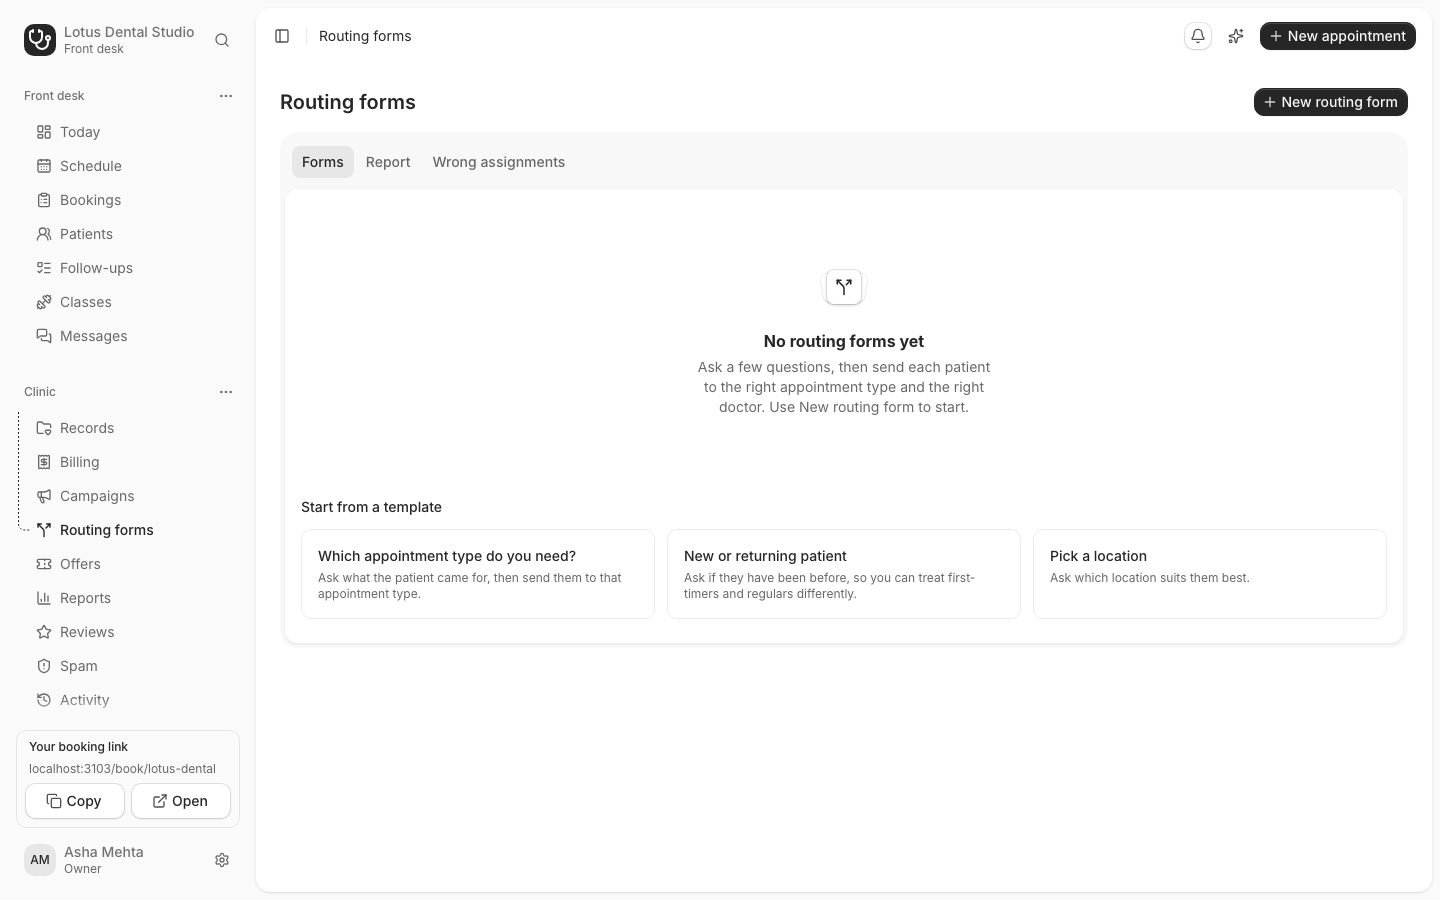 Lotus Dental Studio
Front desk
Front desk
Today
Schedule
Bookings
Patients
Follow-ups
Classes
Messages
Clinic
Records
Billing
Campaigns
Routing forms
Offers
Reports
Reviews
Spam
Activity
Your booking link
localhost:3103/book/lotus-dental
Copy
Open
AM
Asha Mehta
Owner
Routing forms
New appointment
Routing forms
New routing form
Forms
Report
Wrong assignments
No routing forms yet
Ask a few questions, then send each patient
to the right appointment type and the right
doctor. Use New routing form to start.
Start from a template
Which appointment type do you need?
Ask what the patient came for, then send them to that
appointment type.
New or returning patient
Ask if they have been before, so you can treat first-
timers and regulars differently.
Pick a location
Ask which location suits them best.